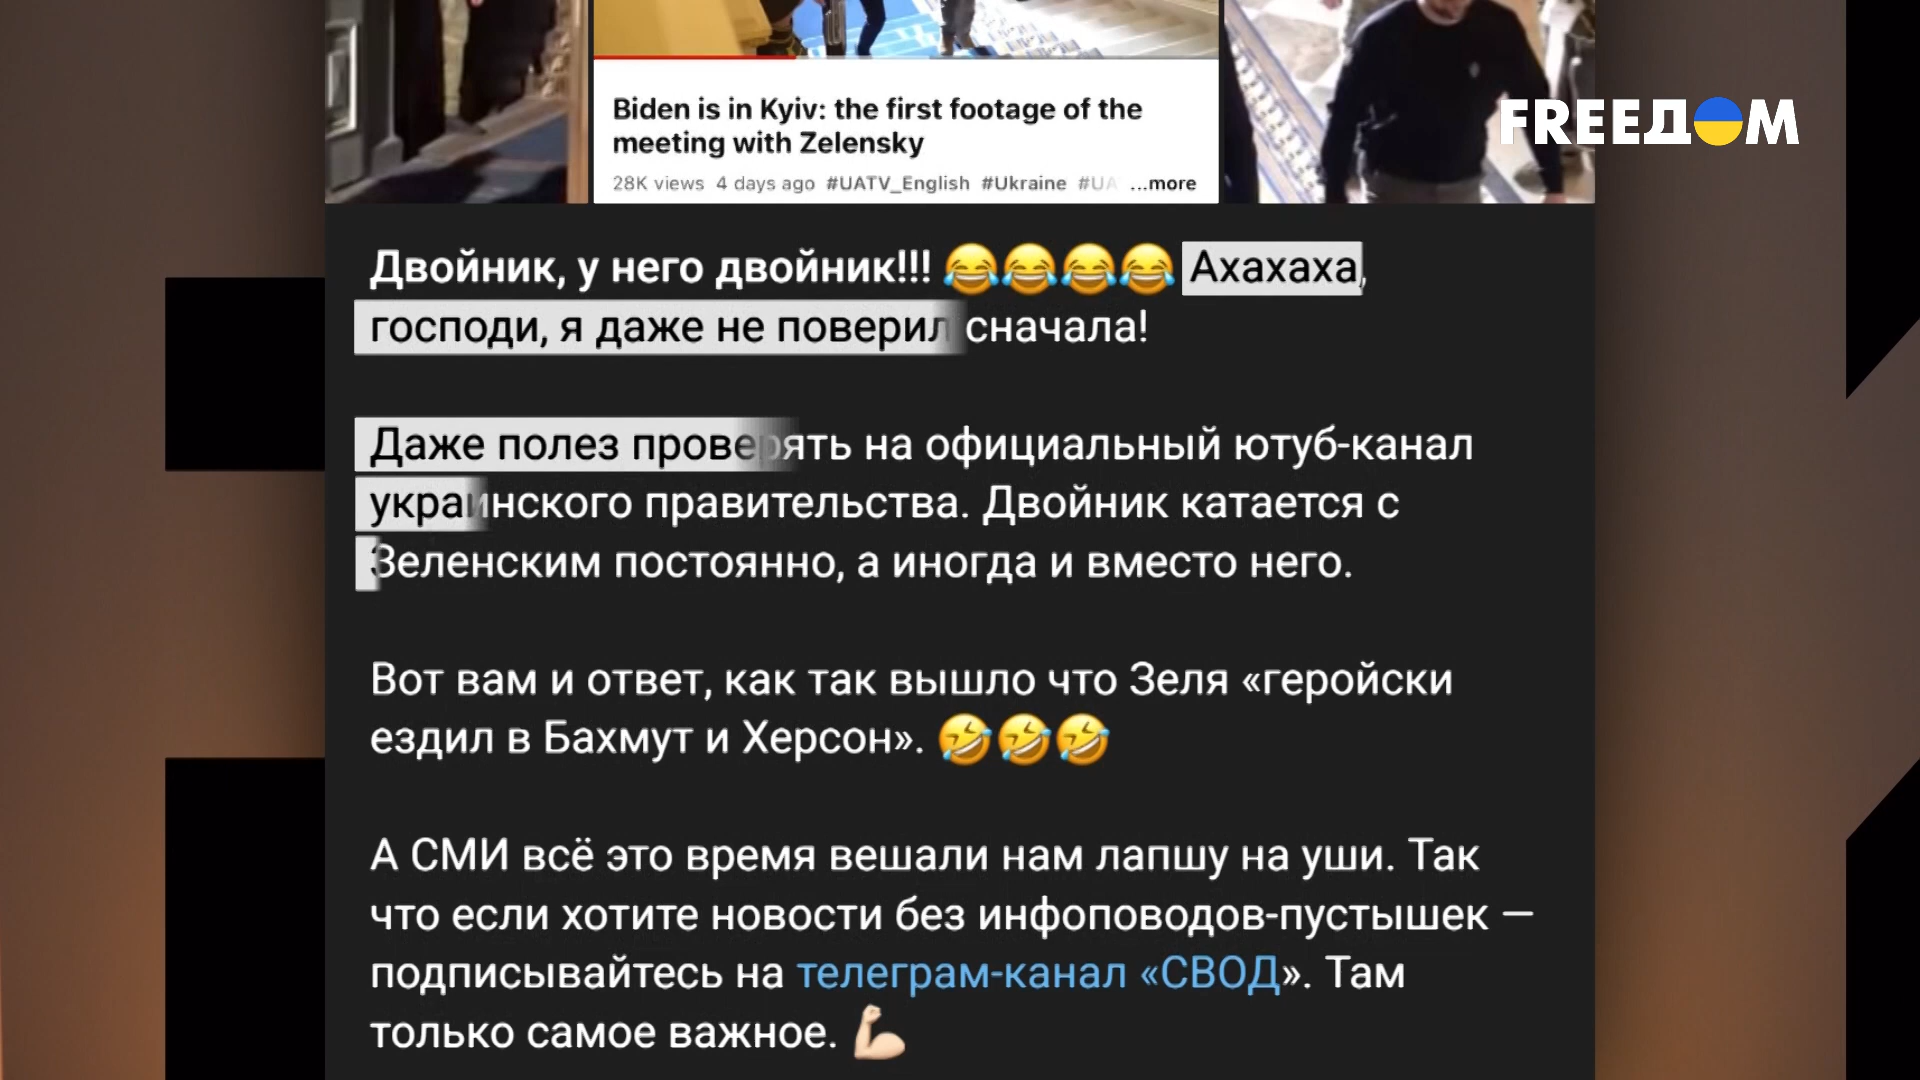 Biden is in Kyiv: the first footage of the
meeting with Zelensky
28K views 4 days ago #UATV_English #Ukraine #UA ...more
FREEДOM
Двойник, у него двойник!!! 😂😂😂😂 Ахахаха,
господи, я даже не поверил сначала!
Даже полез проверять на официальный ютуб-канал
украинского правительства. Двойник катается с
Зеленским постоянно, а иногда и вместо него.
Вот вам и ответ, как так вышло что Зеля «геройски
ездил в Бахмут и Херсон». 🤣🤣🤣
А СМИ всё это время вешали нам лапшу на уши. Так
что если хотите новости без инфоповодов-пустышек —
подписывайтесь на телеграм-канал «СВОД». Там
только самое важное. 💪🏻